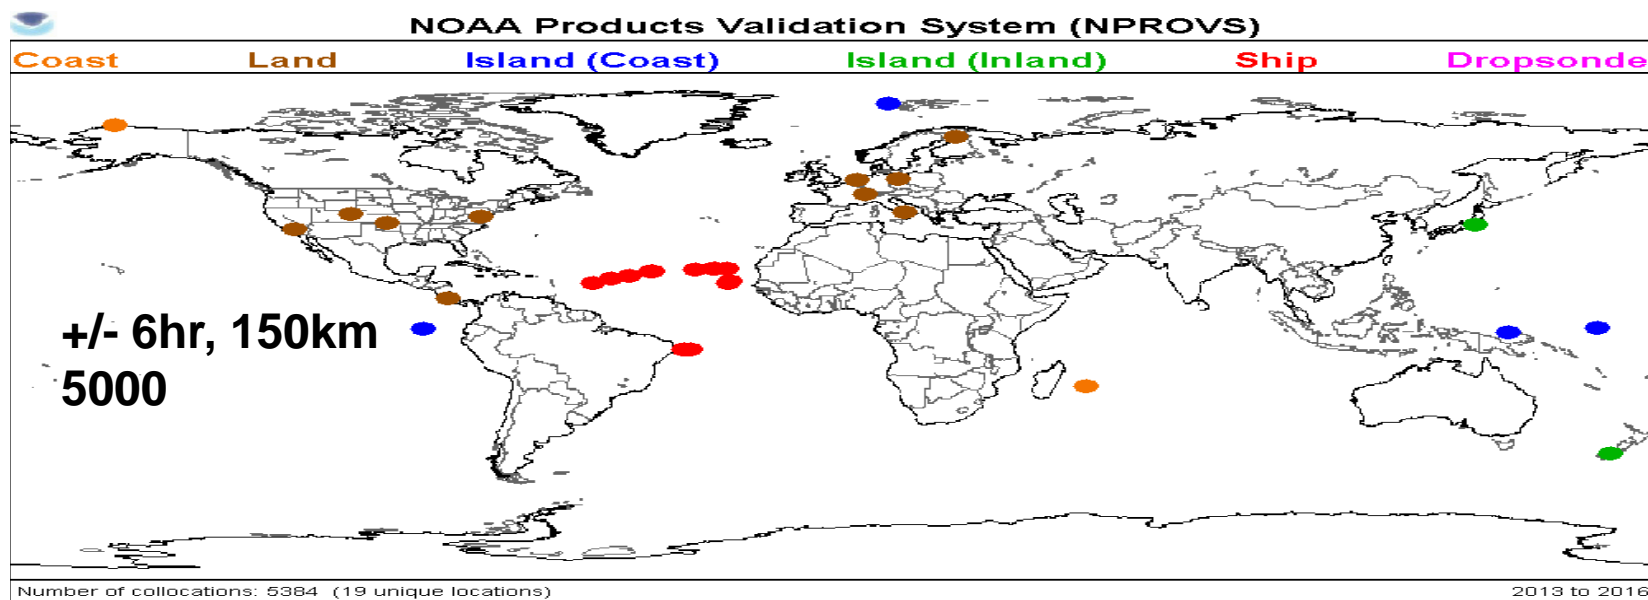 NOAA Products Validation System (NPROVS)
Coast Land Island (Coast) Island (Inland) Ship Dropsonde
+/- 6hr, 150km
5000
Number of collocations: 5384 (19 unique locations) 2013 to 2016